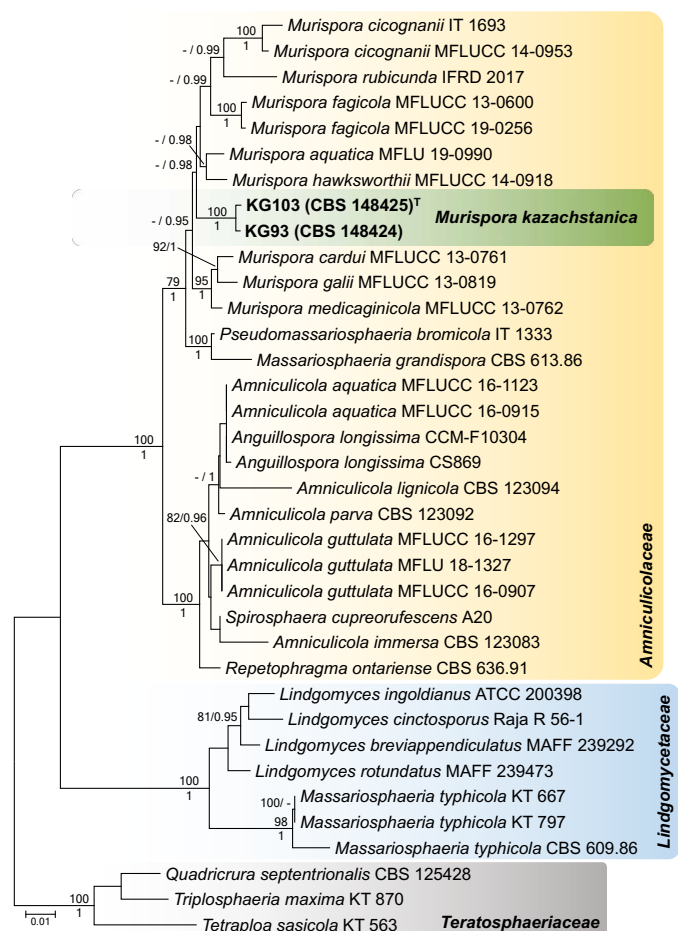 100
1
Murispora cicognanii IT 1693
Murispora cicognanii MFLUCC 14-0953
- / 0.99
Murispora rubicunda IFRD 2017
- / 0.99
100
1
Murispora fagicola MFLUCC 13-0600
Murispora fagicola MFLUCC 19-0256
- / 0.98
Murispora aquatica MFLU 19-0990
- / 0.98
Murispora hawksworthii MFLUCC 14-0918
100
1
KG103 (CBS 148425)T
Murispora kazachstanica
KG93 (CBS 148424)
- / 0.95
92/1
Murispora cardui MFLUCC 13-0761
79
1
95
1
Murispora galii MFLUCC 13-0819
Murispora medicaginicola MFLUCC 13-0762
100
1
Pseudomassariosphaeria bromicola IT 1333
Massariosphaeria grandispora CBS 613.86
Amniculicola aquatica MFLUCC 16-1123
Amniculicola aquatica MFLUCC 16-0915
100
1
Anguillospora longissima CCM-F10304
Anguillospora longissima CS869
- / 1
Amniculicola lignicola CBS 123094
Amniculicola parva CBS 123092
82/0.96
Amniculicola guttulata MFLUCC 16-1297
Amniculicola guttulata MFLU 18-1327
Amniculicola guttulata MFLUCC 16-0907
100
1
Spirosphaera cupreorufescens A20
Amniculicola immersa CBS 123083
Repetophragma ontariense CBS 636.91
Amniculicolaceae
Lindgomyces ingoldianus ATCC 200398
81/0.95
Lindgomyces cinctosporus Raja R 56-1
Lindgomyces breviappendiculatus MAFF 239292
Lindgomyces rotundatus MAFF 239473
100
1
100/ -
Massariosphaeria typhicola KT 667
98
1
Massariosphaeria typhicola KT 797
Massariosphaeria typhicola CBS 609.86
Lindgomycetaceae
Quadricrura septentrionalis CBS 125428
100
1
Triplosphaeria maxima KT 870
Tetraploa sasicola KT 563
Teratosphaeriaceae
0.01